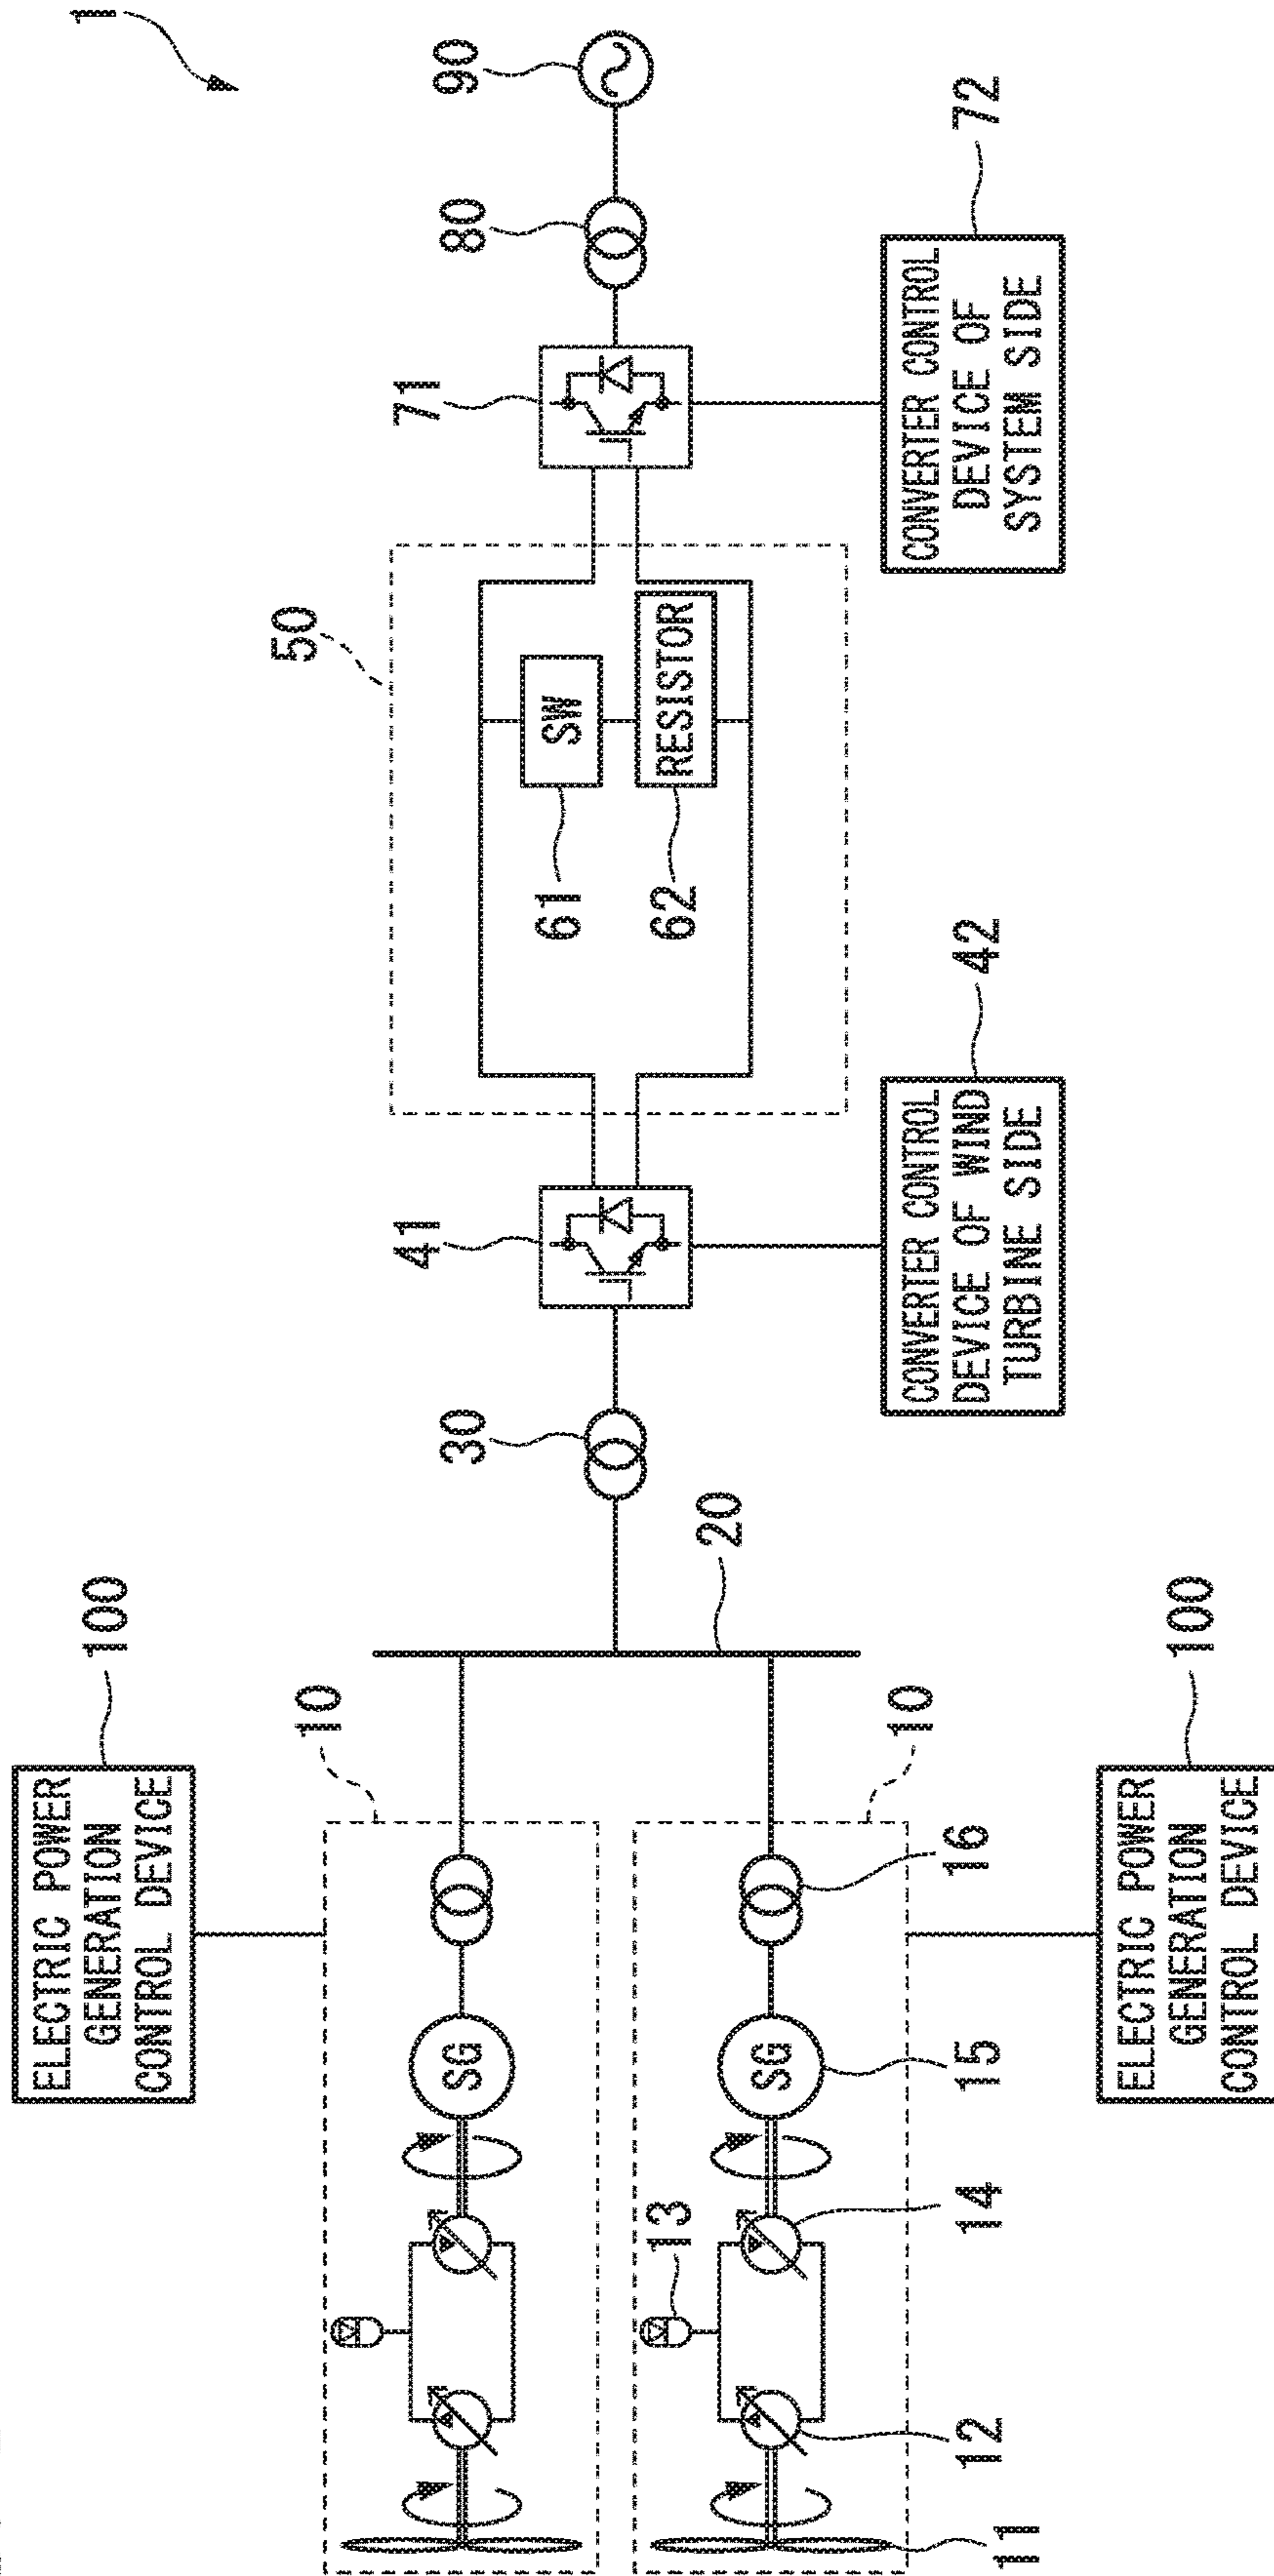 1
ELECTRIC POWER
GENERATION
CONTROL DEVICE
100
10
SG
13
11
12
14
15
SG
16
10
ELECTRIC POWER
GENERATION
CONTROL DEVICE
100
20
30
41
CONVERTER CONTROL
DEVICE OF WIND
TURBINE SIDE
42
50
SW
61
RESISTOR
62
71
CONVERTER CONTROL
DEVICE OF
SYSTEM SIDE
72
80
90